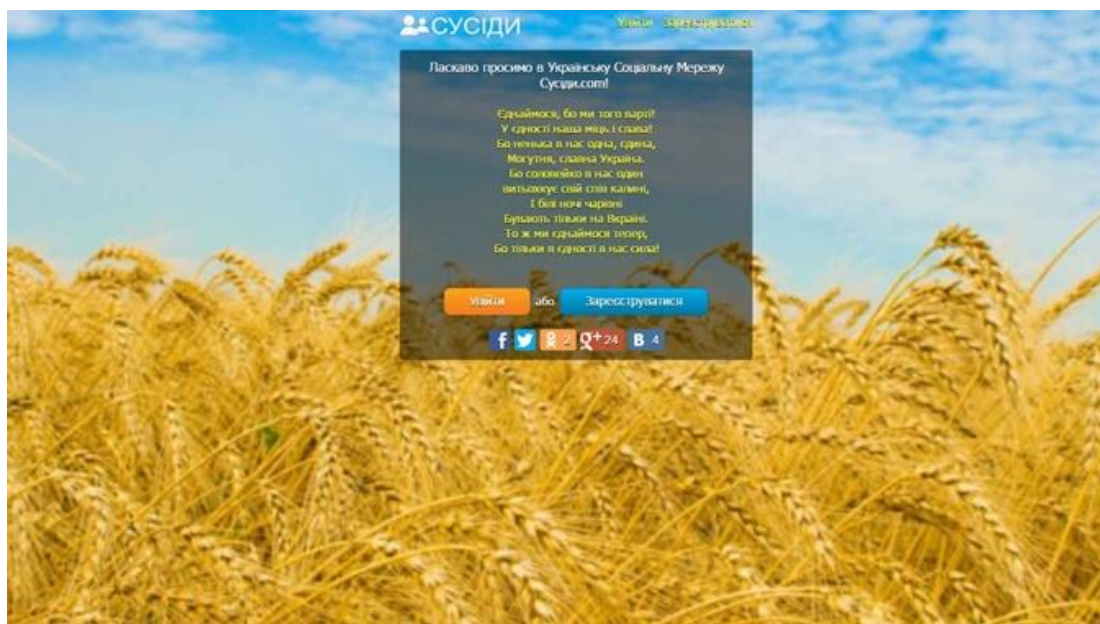 СУСІДИ
Увійти Зареєструватися
Ласкаво просимо в Українську Соціальну Мережу
Сусіди.com!
Єднаймося, бо ми того варті!
У єдності наша міць і слава!
Бо ненька в нас одна, єдина,
Могутня, славна Україна.
Бо соловейко в нас один
витьохкує свій спів калині,
І білі ночі чарівні
Бувають тільки на Вкраїні.
То ж ми єднаймося тепер,
Бо тільки в єдності в нас сила!
Увійти або Зареєструватися
f 2 g+ 24 B 4